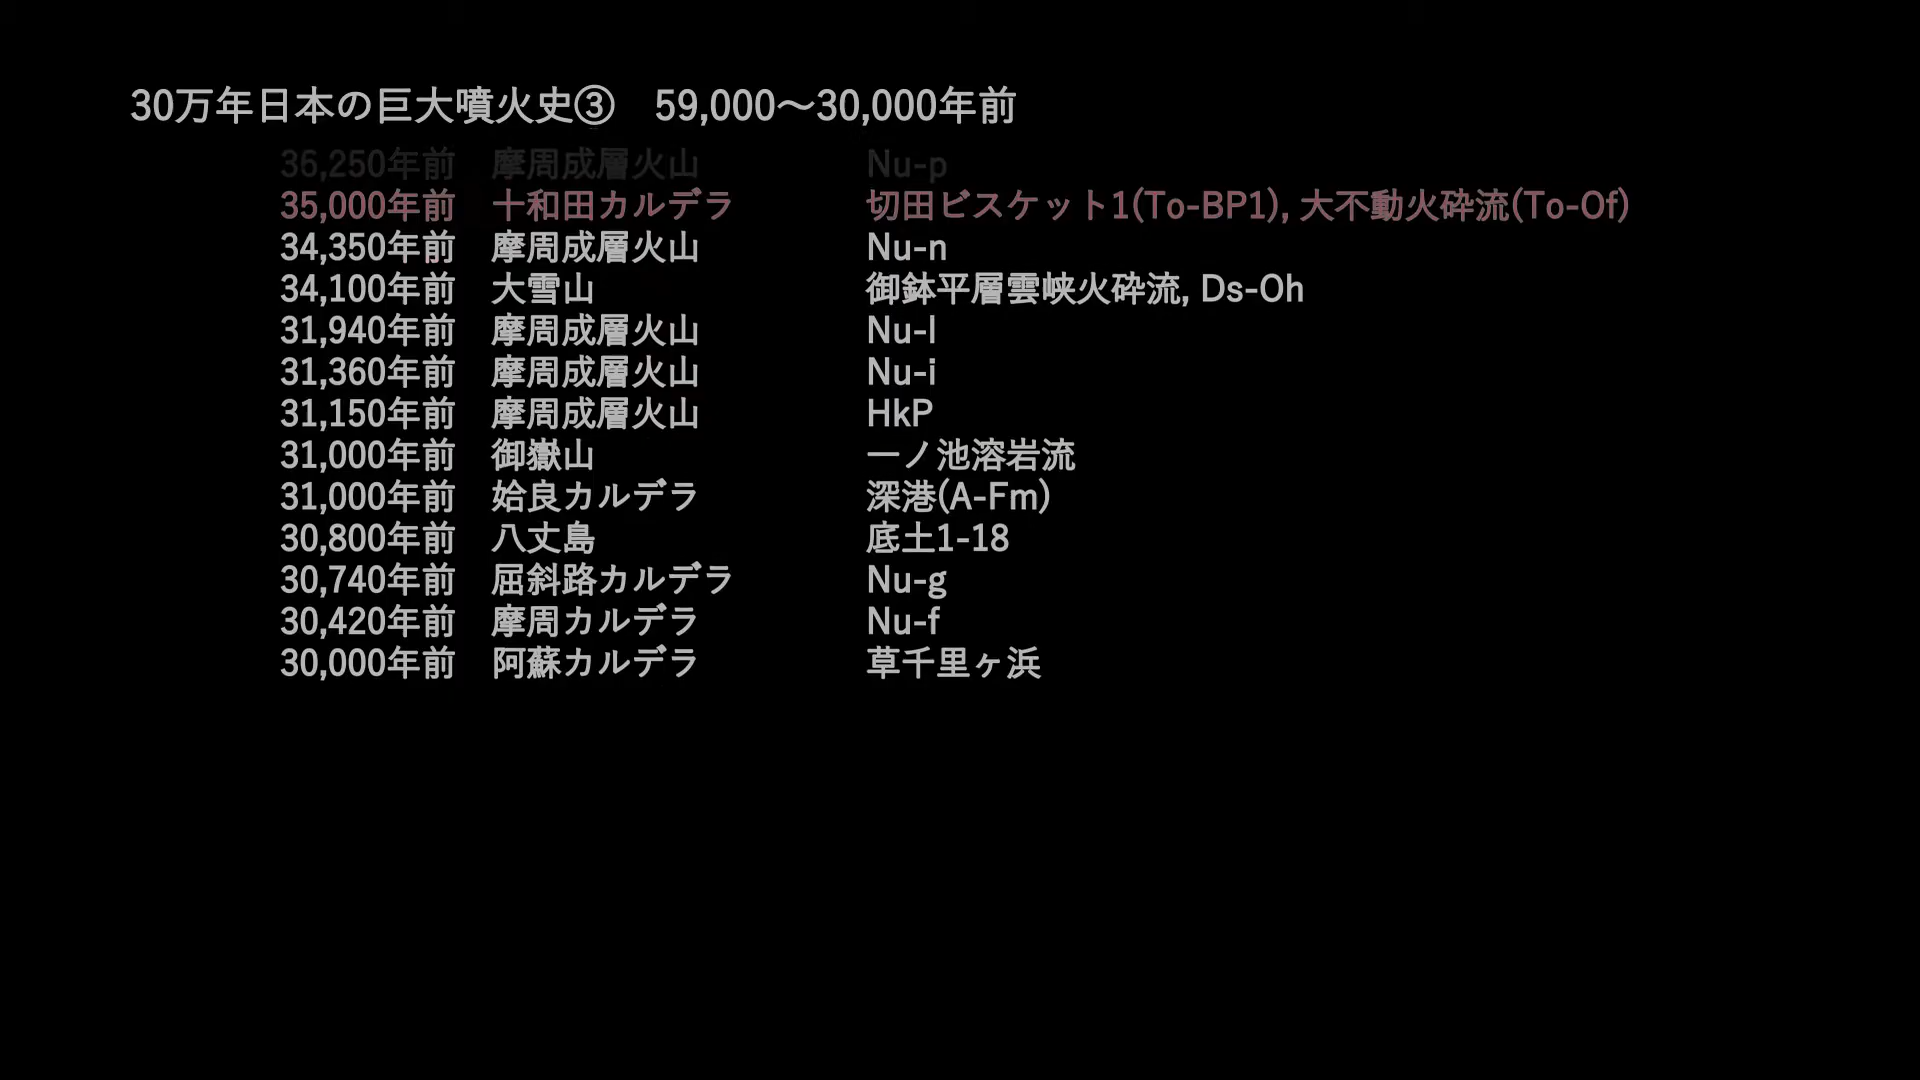 30万年日本の巨大噴火史③　59,000～30,000年前
36,250年前　摩周成層火山　Nu-p
35,000年前　十和田カルデラ　切田ビスケット1(To-BP1), 大不動火砕流(To-Of)
34,350年前　摩周成層火山　Nu-n
34,100年前　大雪山　御鉢平層雲峡火砕流, Ds-Oh
31,940年前　摩周成層火山　Nu-l
31,360年前　摩周成層火山　Nu-i
31,150年前　摩周成層火山　HkP
31,000年前　御嶽山　一ノ池溶岩流
31,000年前　姶良カルデラ　深港(A-Fm)
30,800年前　八丈島　底土1-18
30,740年前　屈斜路カルデラ　Nu-g
30,420年前　摩周カルデラ　Nu-f
30,000年前　阿蘇カルデラ　草千里ヶ浜